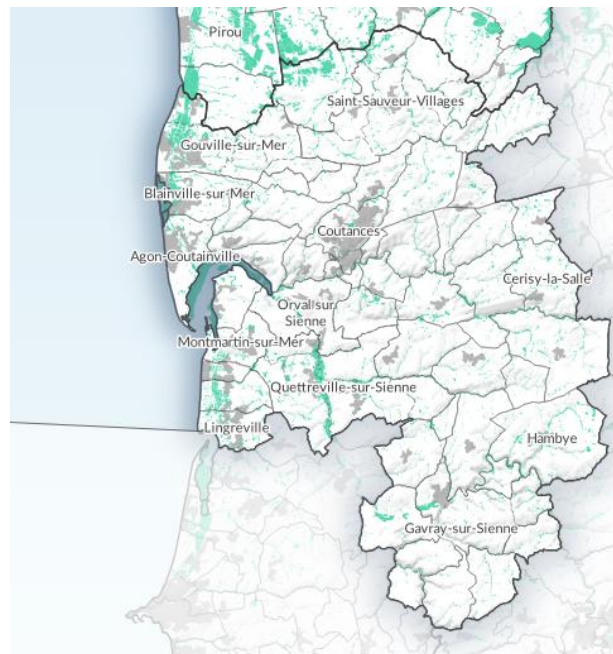 Pirou
Saint-Sauveur-Villages
Gouville-sur-Mer
Blainville-sur-Mer
Coutances
Agon-Coutainville
Cerisy-la-Salle
Orval sur
Sienne
Montmartin-sur-Mer
Quettreville-sur-Sienne
Lingreville
Hambye
Gavray-sur-Sienne